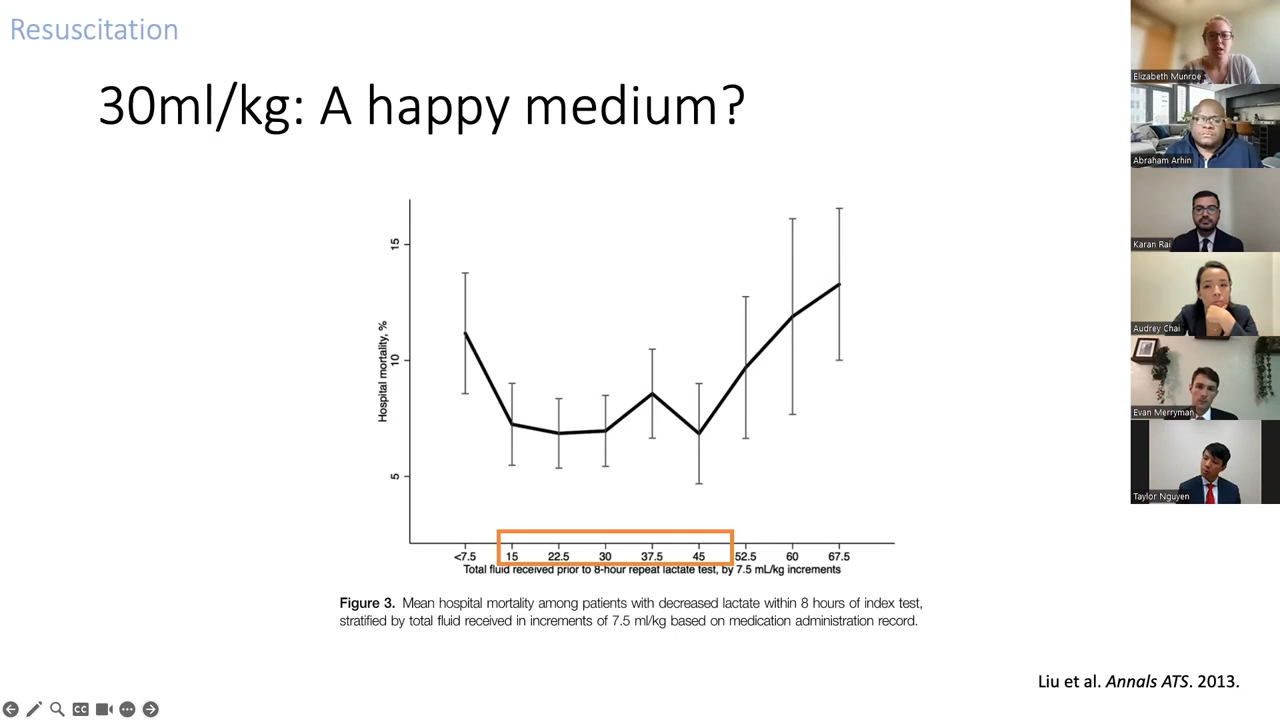 Resuscitation
30ml/kg: A happy medium?
Hospital mortality, %
15
10
5
<7.5 15 22.5 30 37.5 45 52.5 60 67.5
Total fluid received prior to 8-hour repeat lactate test, by 7.5 mL/kg increments
Figure 3. Mean hospital mortality among patients with decreased lactate within 8 hours of index test,
stratified by total fluid received in increments of 7.5 ml/kg based on medication administration record.
Liu et al. Annals ATS. 2013.
Elizabeth Munroe
Abraham Arhin
Karan Rai
Audrey Chai
Evan Merryman
Taylor Nguyen
CC